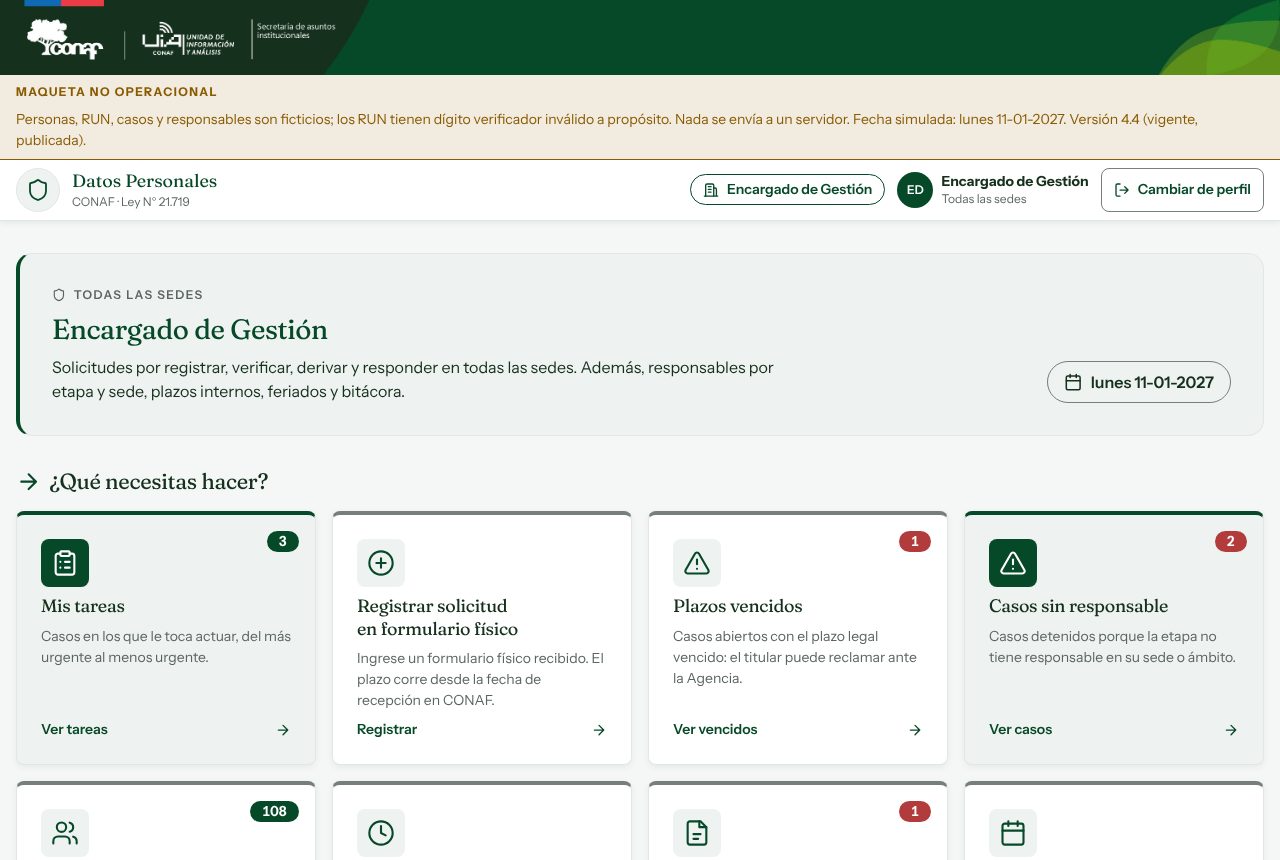 conaf
UiA
CONAF
UNIDAD DE
INFORMACIÓN
Y ANÁLISIS
Secretaría de asuntos
institucionales
MAQUETA NO OPERACIONAL
Personas, RUN, casos y responsables son ficticios; los RUN tienen dígito verificador inválido a propósito. Nada se envía a un servidor. Fecha simulada: lunes 11-01-2027. Versión 4.4 (vigente,
publicada).
Datos Personales
CONAF · Ley N° 21.719
Encargado de Gestión
ED
Encargado de Gestión
Todas las sedes
Cambiar de perfil
TODAS LAS SEDES
Encargado de Gestión
Solicitudes por registrar, verificar, derivar y responder en todas las sedes. Además, responsables por
etapa y sede, plazos internos, feriados y bitácora.
lunes 11-01-2027
¿Qué necesitas hacer?
3
Mis tareas
Casos en los que le toca actuar, del más
urgente al menos urgente.
Ver tareas
Registrar solicitud
en formulario físico
Ingrese un formulario físico recibido. El
plazo corre desde la fecha de
recepción en CONAF.
Registrar
1
Plazos vencidos
Casos abiertos con el plazo legal
vencido: el titular puede reclamar ante
la Agencia.
Ver vencidos
2
Casos sin responsable
Casos detenidos porque la etapa no
tiene responsable en su sede o ámbito.
Ver casos
108
1